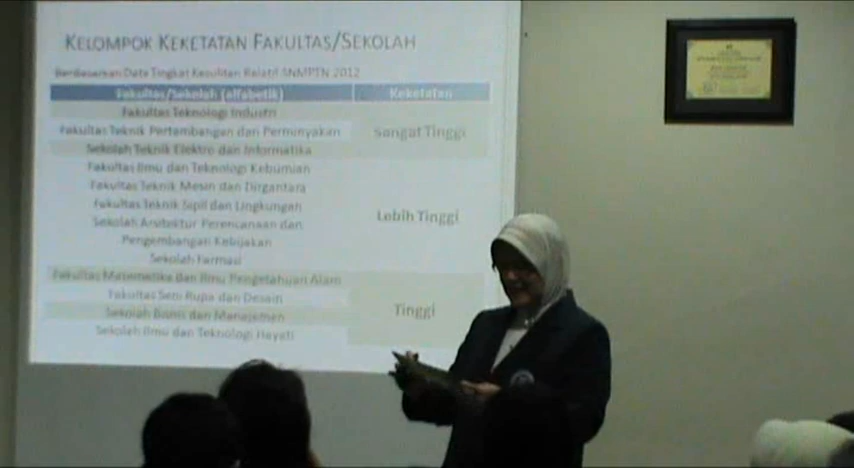 KELOMPOK KEKETATAN FAKULTAS/SEKOLAH
Berdasarkan Data Tingkat Kesulitan Relatif SNMPTN 2012
Fakultas/Sekolah (alfabetik) Keketatan
Fakultas Teknologi Industri
Fakultas Teknik Pertambangan dan Perminyakan
Sekolah Teknik Elektro dan Informatika
Sangat Tinggi
Fakultas Ilmu dan Teknologi Kebumian
Fakultas Teknik Mesin dan Dirgantara
Fakultas Teknik Sipil dan Lingkungan
Sekolah Arsitektur Perencanaan dan
Pengembangan Kebijakan
Sekolah Farmasi
Lebih Tinggi
Fakultas Matematika dan Ilmu Pengetahuan Alam
Fakultas Seni Rupa dan Desain
Sekolah Bisnis dan Manajemen
Sekolah Ilmu dan Teknologi Hayati
Tinggi